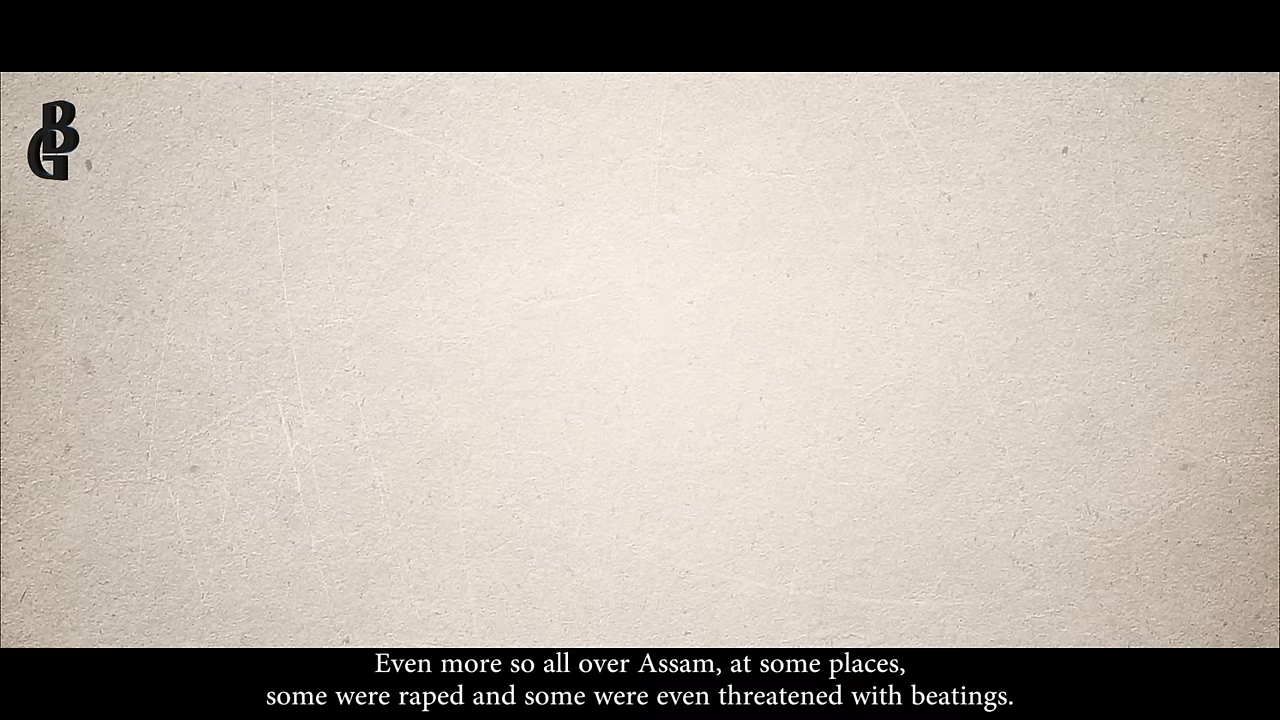 BG
Even more so all over Assam, at some places,
some were raped and some were even threatened with beatings.